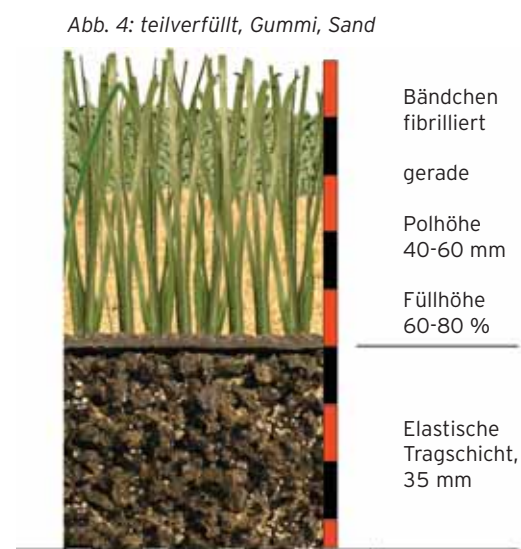 Abb. 4: teilverfüllt, Gummi, Sand
Bändchen
fibrilliert
gerade
Polhöhe
40-60 mm
Füllhöhe
60-80 %
Elastische
Tragschicht,
35 mm